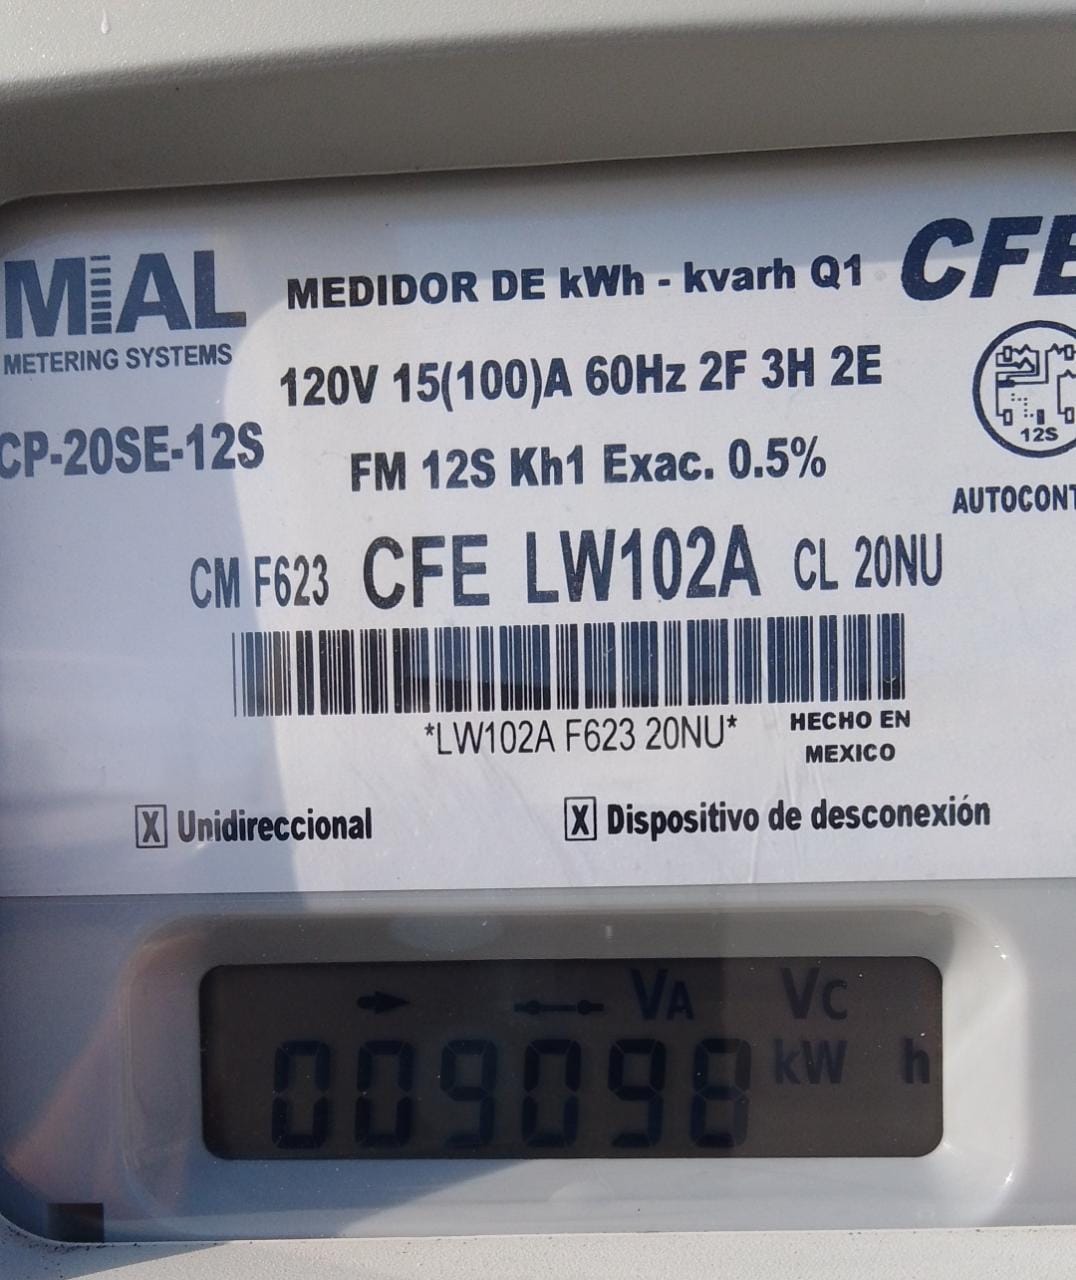 MIAL
METERING SYSTEMS
MEDIDOR DE kWh - kvarh Q1
CFE
120V 15(100)A 60Hz 2F 3H 2E
CP-20SE-12S
FM 12S Kh1 Exac. 0.5%
12S
AUTOCONT
CM F623 CFE LW102A CL 20NU
*LW102A F623 20NU*
HECHO EN
MEXICO
X Unidireccional
X Dispositivo de desconexión
VA VC
009098 kW h